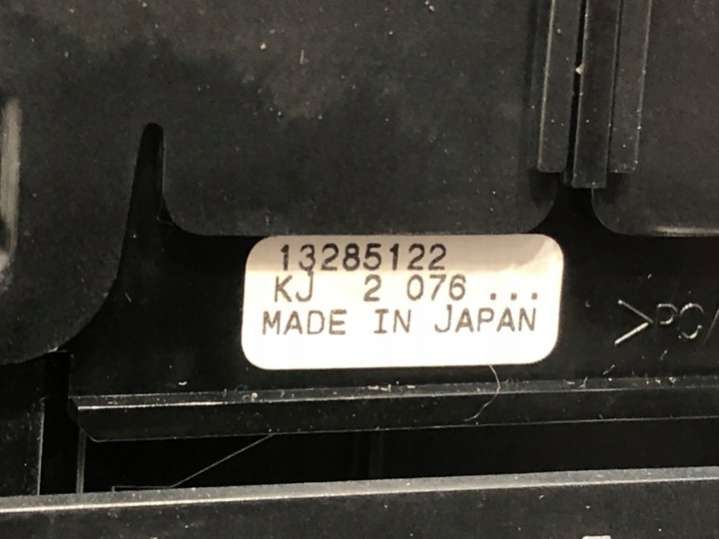 13285122
KJ 2 076 ...
MADE IN JAPAN
>PC/